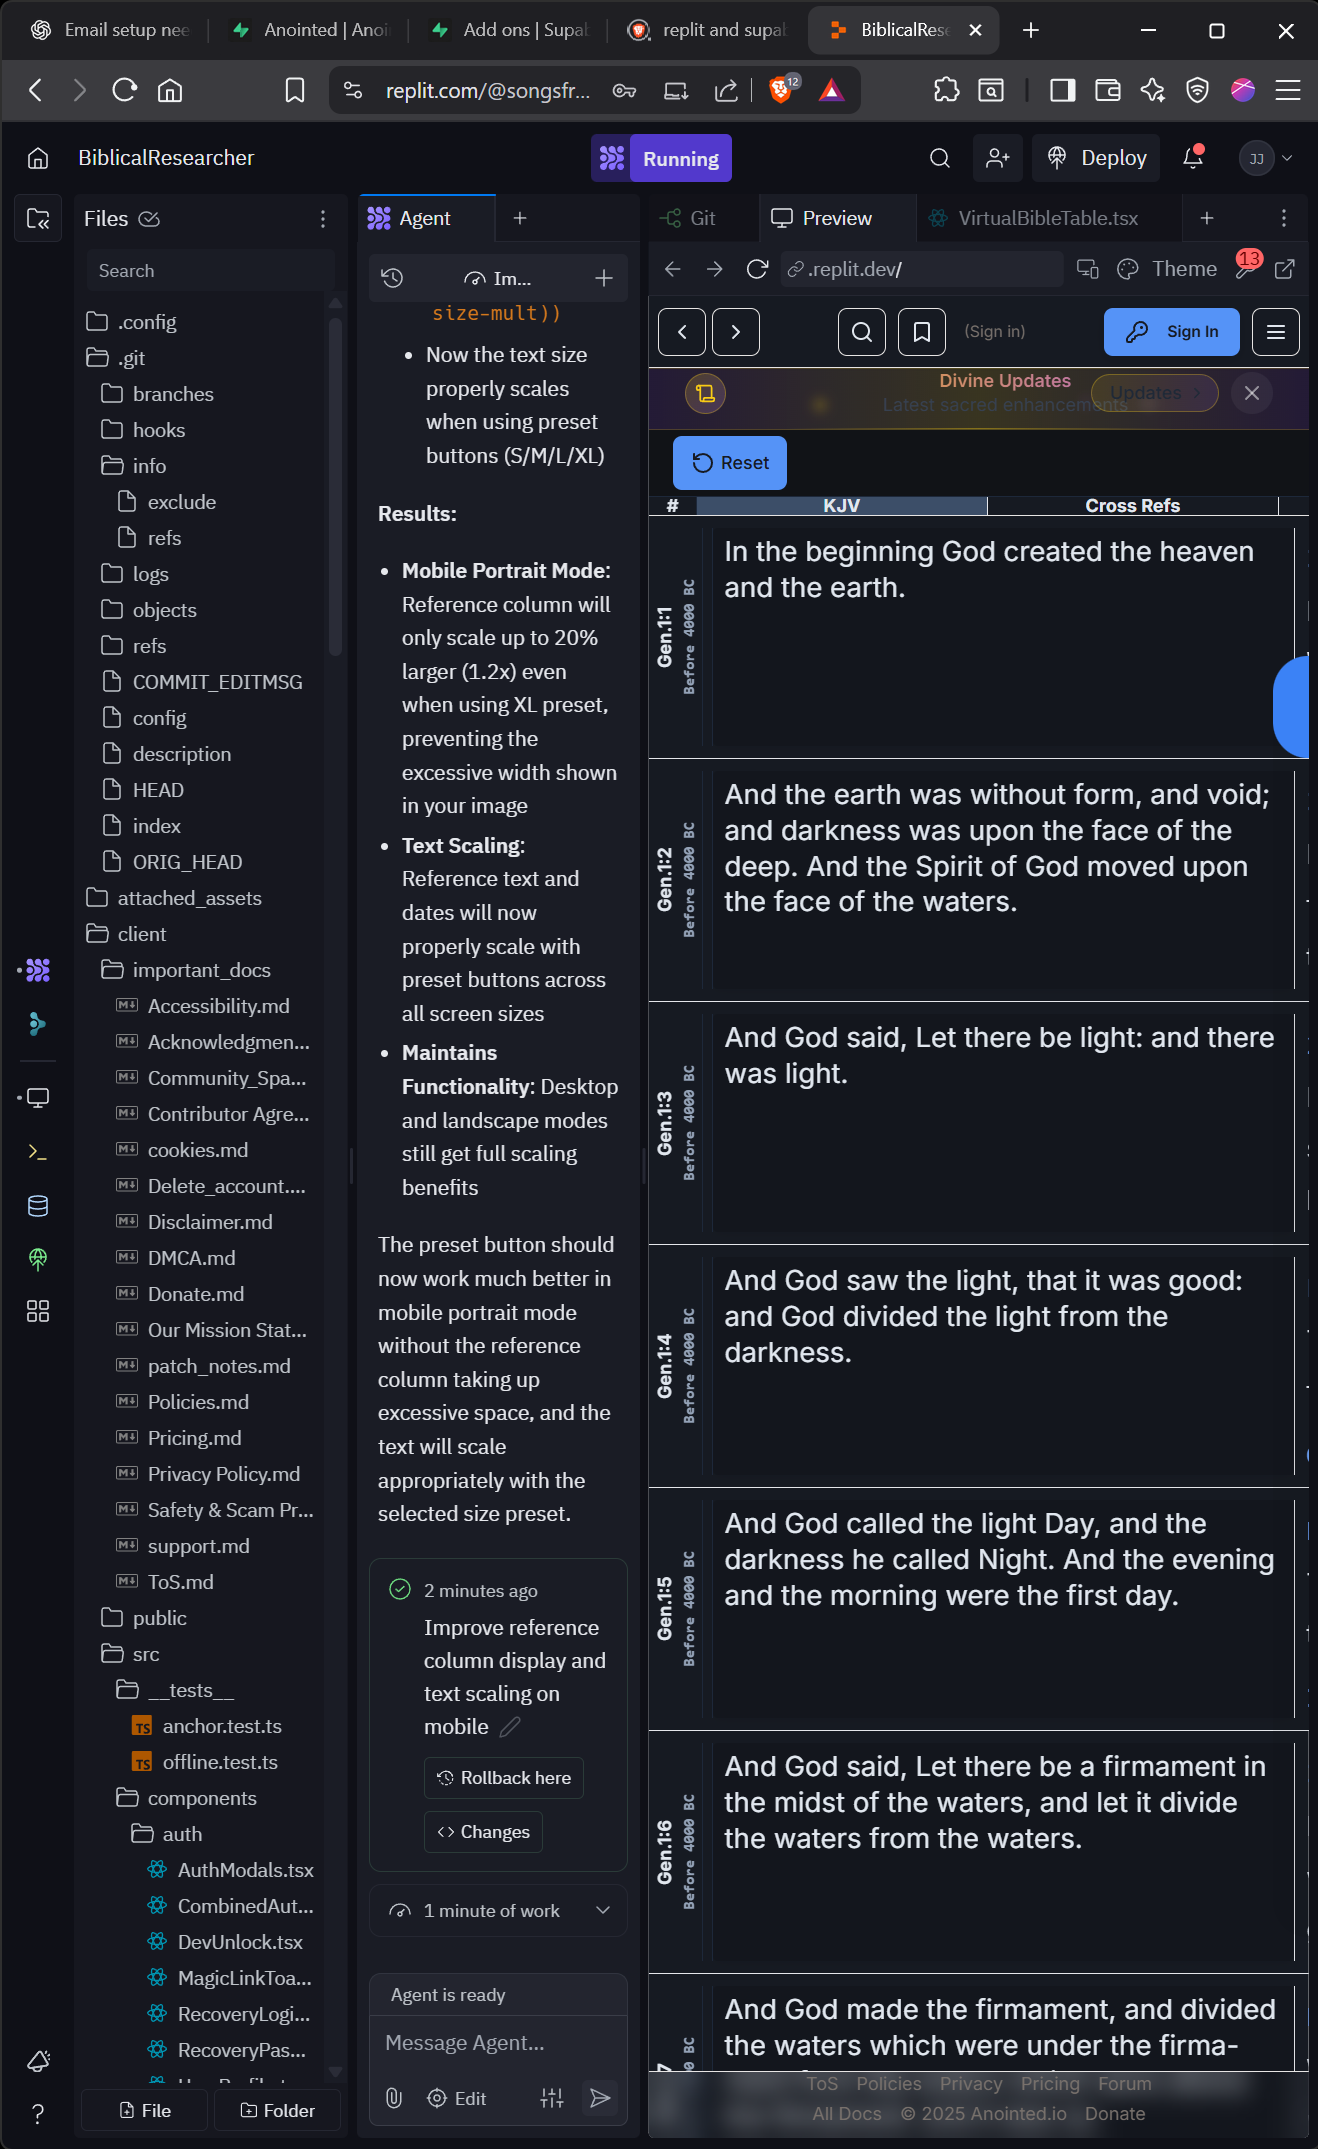 Email setup nee
Anointed | Anoi
Add ons | Supab
replit and supab
BiblicalRese
replit.com/@songsfr...
12
BiblicalResearcher
Running
Deploy
JJ
Files
Search
.config
.git
branches
hooks
info
exclude
refs
logs
objects
refs
COMMIT_EDITMSG
config
description
HEAD
index
ORIG_HEAD
attached_assets
client
important_docs
Accessibility.md
Acknowledgmen...
Community_Spa...
Contributor Agre...
cookies.md
Delete_account....
Disclaimer.md
DMCA.md
Donate.md
Our Mission Stat...
patch_notes.md
Policies.md
Pricing.md
Privacy Policy.md
Safety & Scam Pr...
support.md
ToS.md
public
src
__tests__
TS anchor.test.ts
TS offline.test.ts
components
auth
AuthModals.tsx
CombinedAut...
DevUnlock.tsx
MagicLinkToa...
RecoveryLogi...
RecoveryPas...
File
Folder
Agent
Im...
size-mult))
• Now the text size
properly scales
when using preset
buttons (S/M/L/XL)
Results:
• Mobile Portrait Mode:
Reference column will
only scale up to 20%
larger (1.2x) even
when using XL preset,
preventing the
excessive width shown
in your image
• Text Scaling:
Reference text and
dates will now
properly scale with
preset buttons across
all screen sizes
• Maintains
Functionality: Desktop
and landscape modes
still get full scaling
benefits
The preset button should
now work much better in
mobile portrait mode
without the reference
column taking up
excessive space, and the
text will scale
appropriately with the
selected size preset.
2 minutes ago
Improve reference
column display and
text scaling on
mobile
Rollback here
Changes
1 minute of work
Agent is ready
Message Agent...
Edit
Git
Preview
VirtualBibleTable.tsx
.replit.dev/
Theme
13
(Sign in)
Sign In
Divine Updates
Latest sacred enhancements
Updates
Reset
# KJV Cross Refs
Gen.1:1
Before 4000 BC
In the beginning God created the heaven
and the earth.
Gen.1:2
Before 4000 BC
And the earth was without form, and void;
and darkness was upon the face of the
deep. And the Spirit of God moved upon
the face of the waters.
Gen.1:3
Before 4000 BC
And God said, Let there be light: and there
was light.
Gen.1:4
Before 4000 BC
And God saw the light, that it was good:
and God divided the light from the
darkness.
Gen.1:5
Before 4000 BC
And God called the light Day, and the
darkness he called Night. And the evening
and the morning were the first day.
Gen.1:6
Before 4000 BC
And God said, Let there be a firmament in
the midst of the waters, and let it divide
the waters from the waters.
7
00 BC
And God made the firmament, and divided
the waters which were under the firma-
ToS Policies Privacy Pricing Forum
All Docs © 2025 Anointed.io Donate